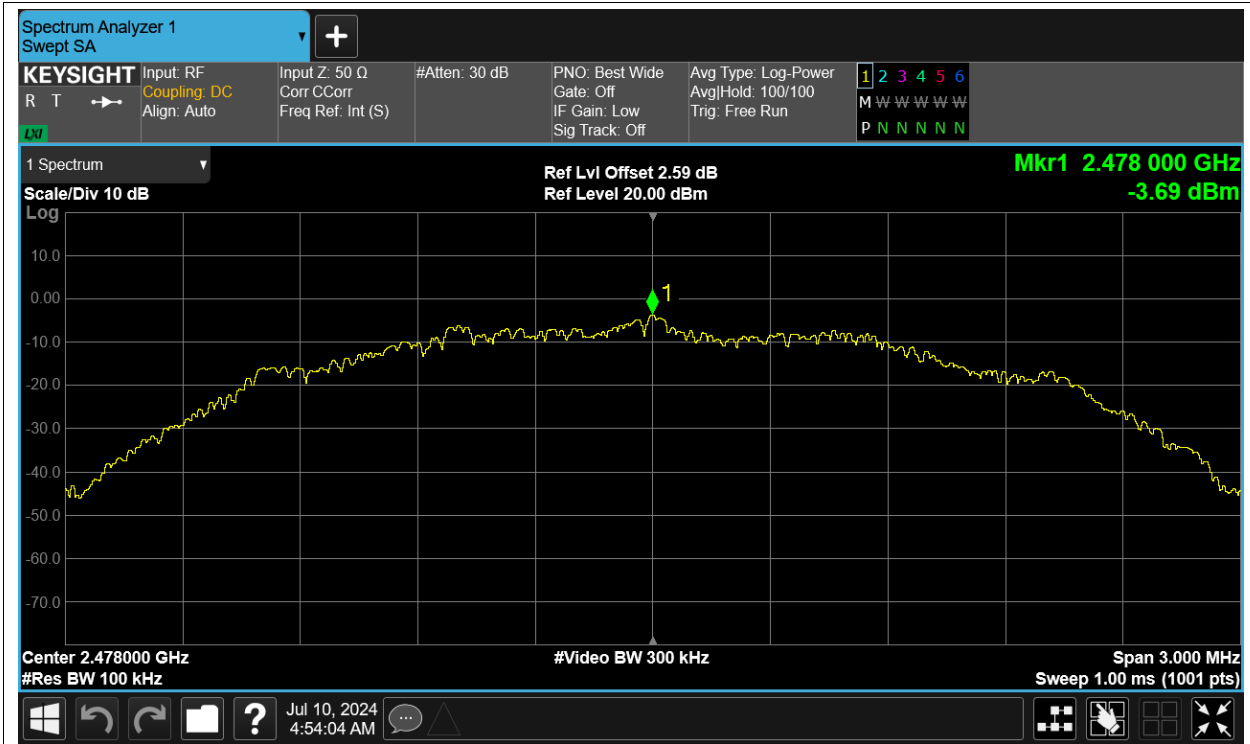 Spectrum Analyzer 1
Swept SA
KEYSIGHT
R T
LXI
Input: RF
Coupling: DC
Align: Auto
Input Z: 50 Ω
Corr CCorr
Freq Ref: Int (S)
#Atten: 30 dB
PNO: Best Wide
Gate: Off
IF Gain: Low
Sig Track: Off
Avg Type: Log-Power
Avg|Hold: 100/100
Trig: Free Run
1 2 3 4 5 6
M W W W W W
P N N N N N
1 Spectrum
Scale/Div 10 dB
Log
Ref Lvl Offset 2.59 dB
Ref Level 20.00 dBm
Mkr1 2.478 000 GHz
-3.69 dBm
10.0
0.00
-10.0
-20.0
-30.0
-40.0
-50.0
-60.0
-70.0
1
Center 2.478000 GHz
#Res BW 100 kHz
#Video BW 300 kHz
Span 3.000 MHz
Sweep 1.00 ms (1001 pts)
?
Jul 10, 2024
4:54:04 AM